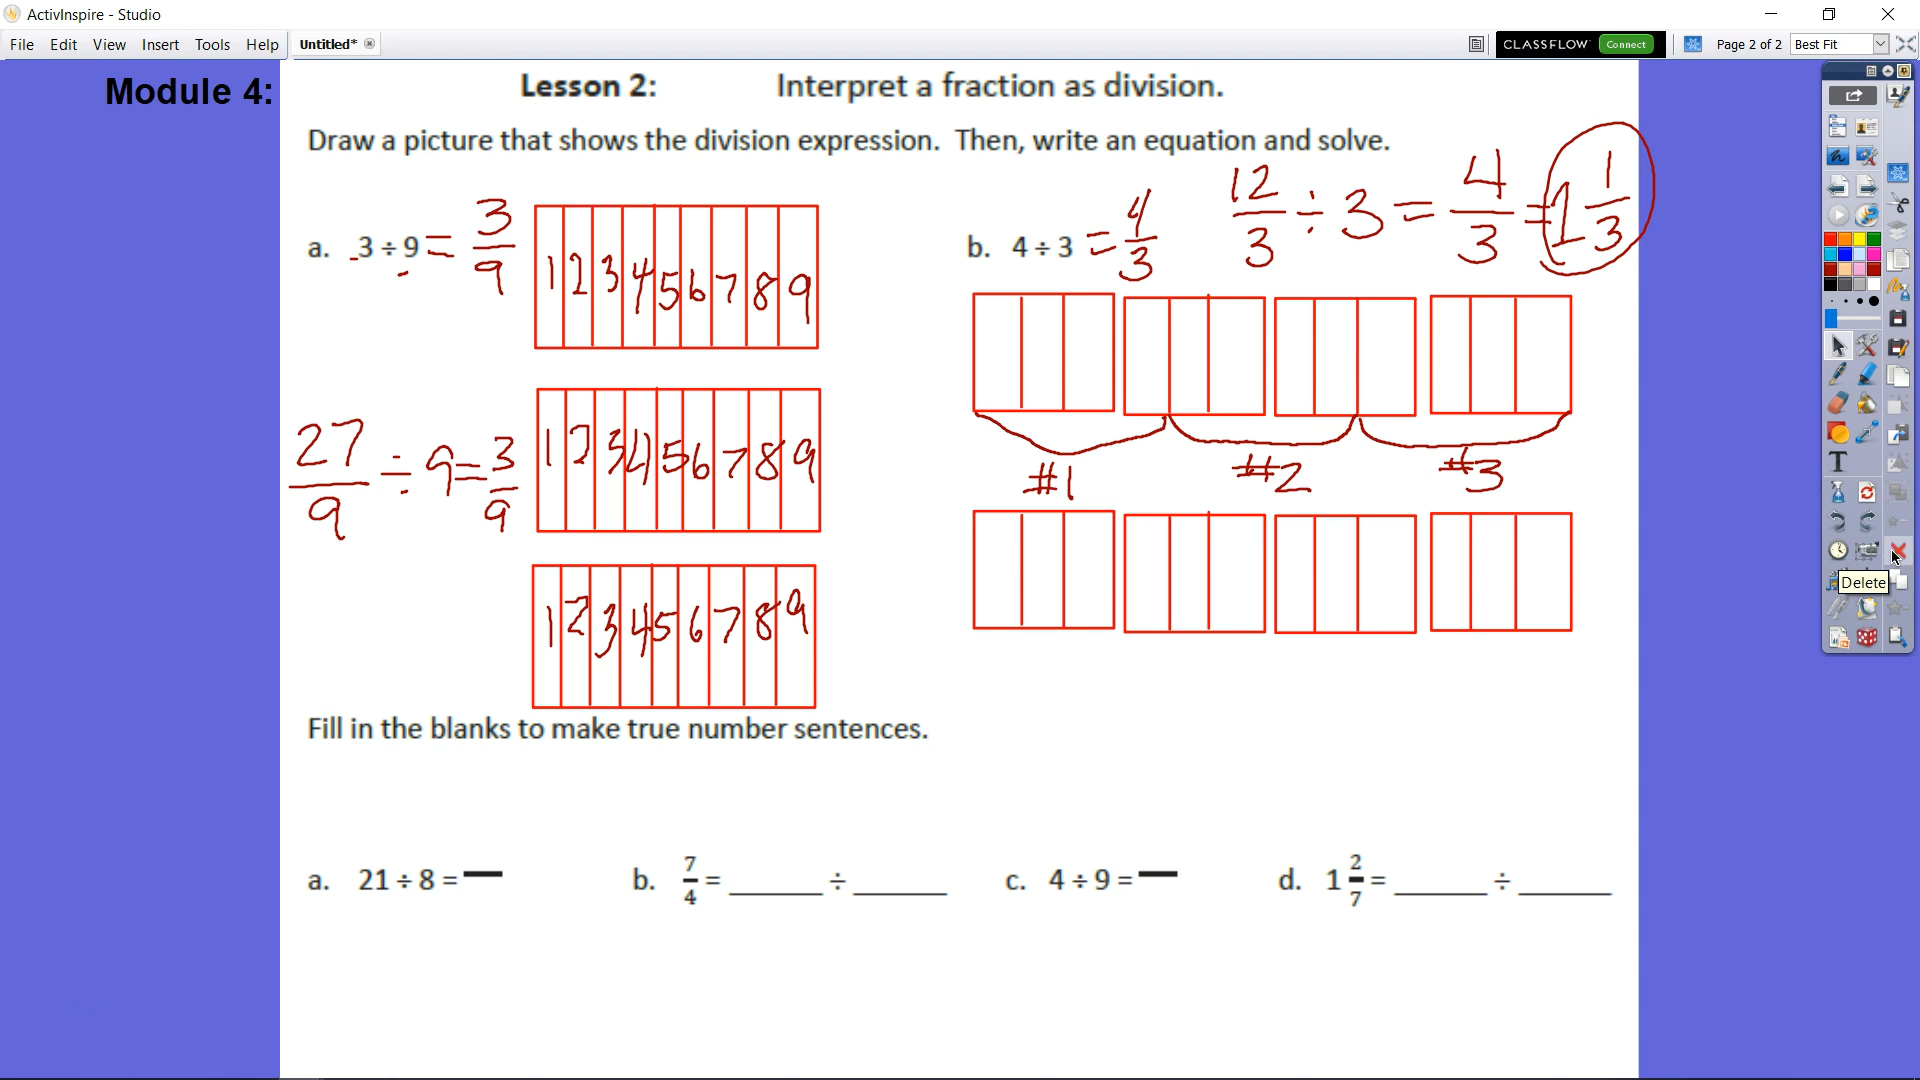 ActivInspire - Studio
File Edit View Insert Tools Help Untitled* CLASSFLOW Connect Page 2 of 2 Best Fit
Module 4: Lesson 2: Interpret a fraction as division.
Draw a picture that shows the division expression. Then, write an equation and solve.
a. 3 ÷ 9 = 3/9
1 2 3 4 5 6 7 8 9
27/9 ÷ 9 = 3/9
1 2 3 4 5 6 7 8 9
1 2 3 4 5 6 7 8 9
b. 4 ÷ 3 = 4/3
12/3 ÷ 3 = 4/3 = 1 1/3
#1 #2 #3
T
Delete
Fill in the blanks to make true number sentences.
a. 21 ÷ 8 = — b. 7/4 = ______ ÷ ______ c. 4 ÷ 9 = — d. 1 2/7 = ______ ÷ ______